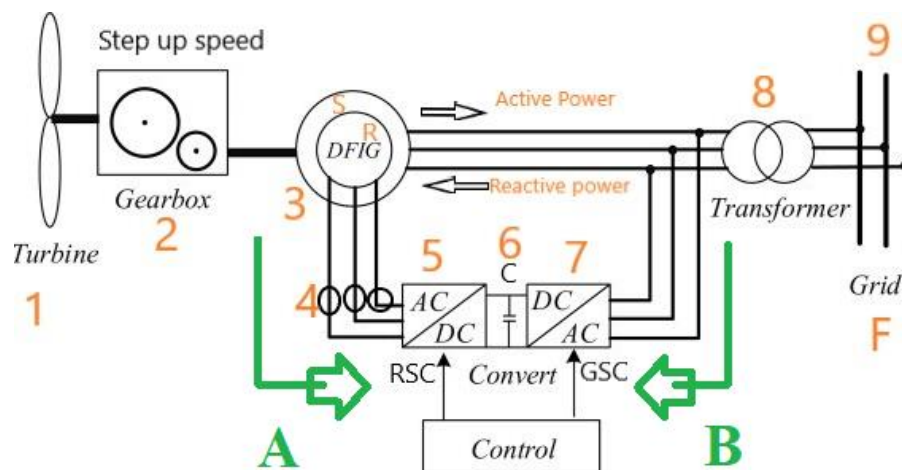 Step up speed
9
8
S
Active Power
R
DFIG
Reactive power
Gearbox
3
Transformer
2
Turbine
5
6
7
C
Grid
1
4
AC
DC
DC
AC
F
RSC
Convert
GSC
A
B
Control